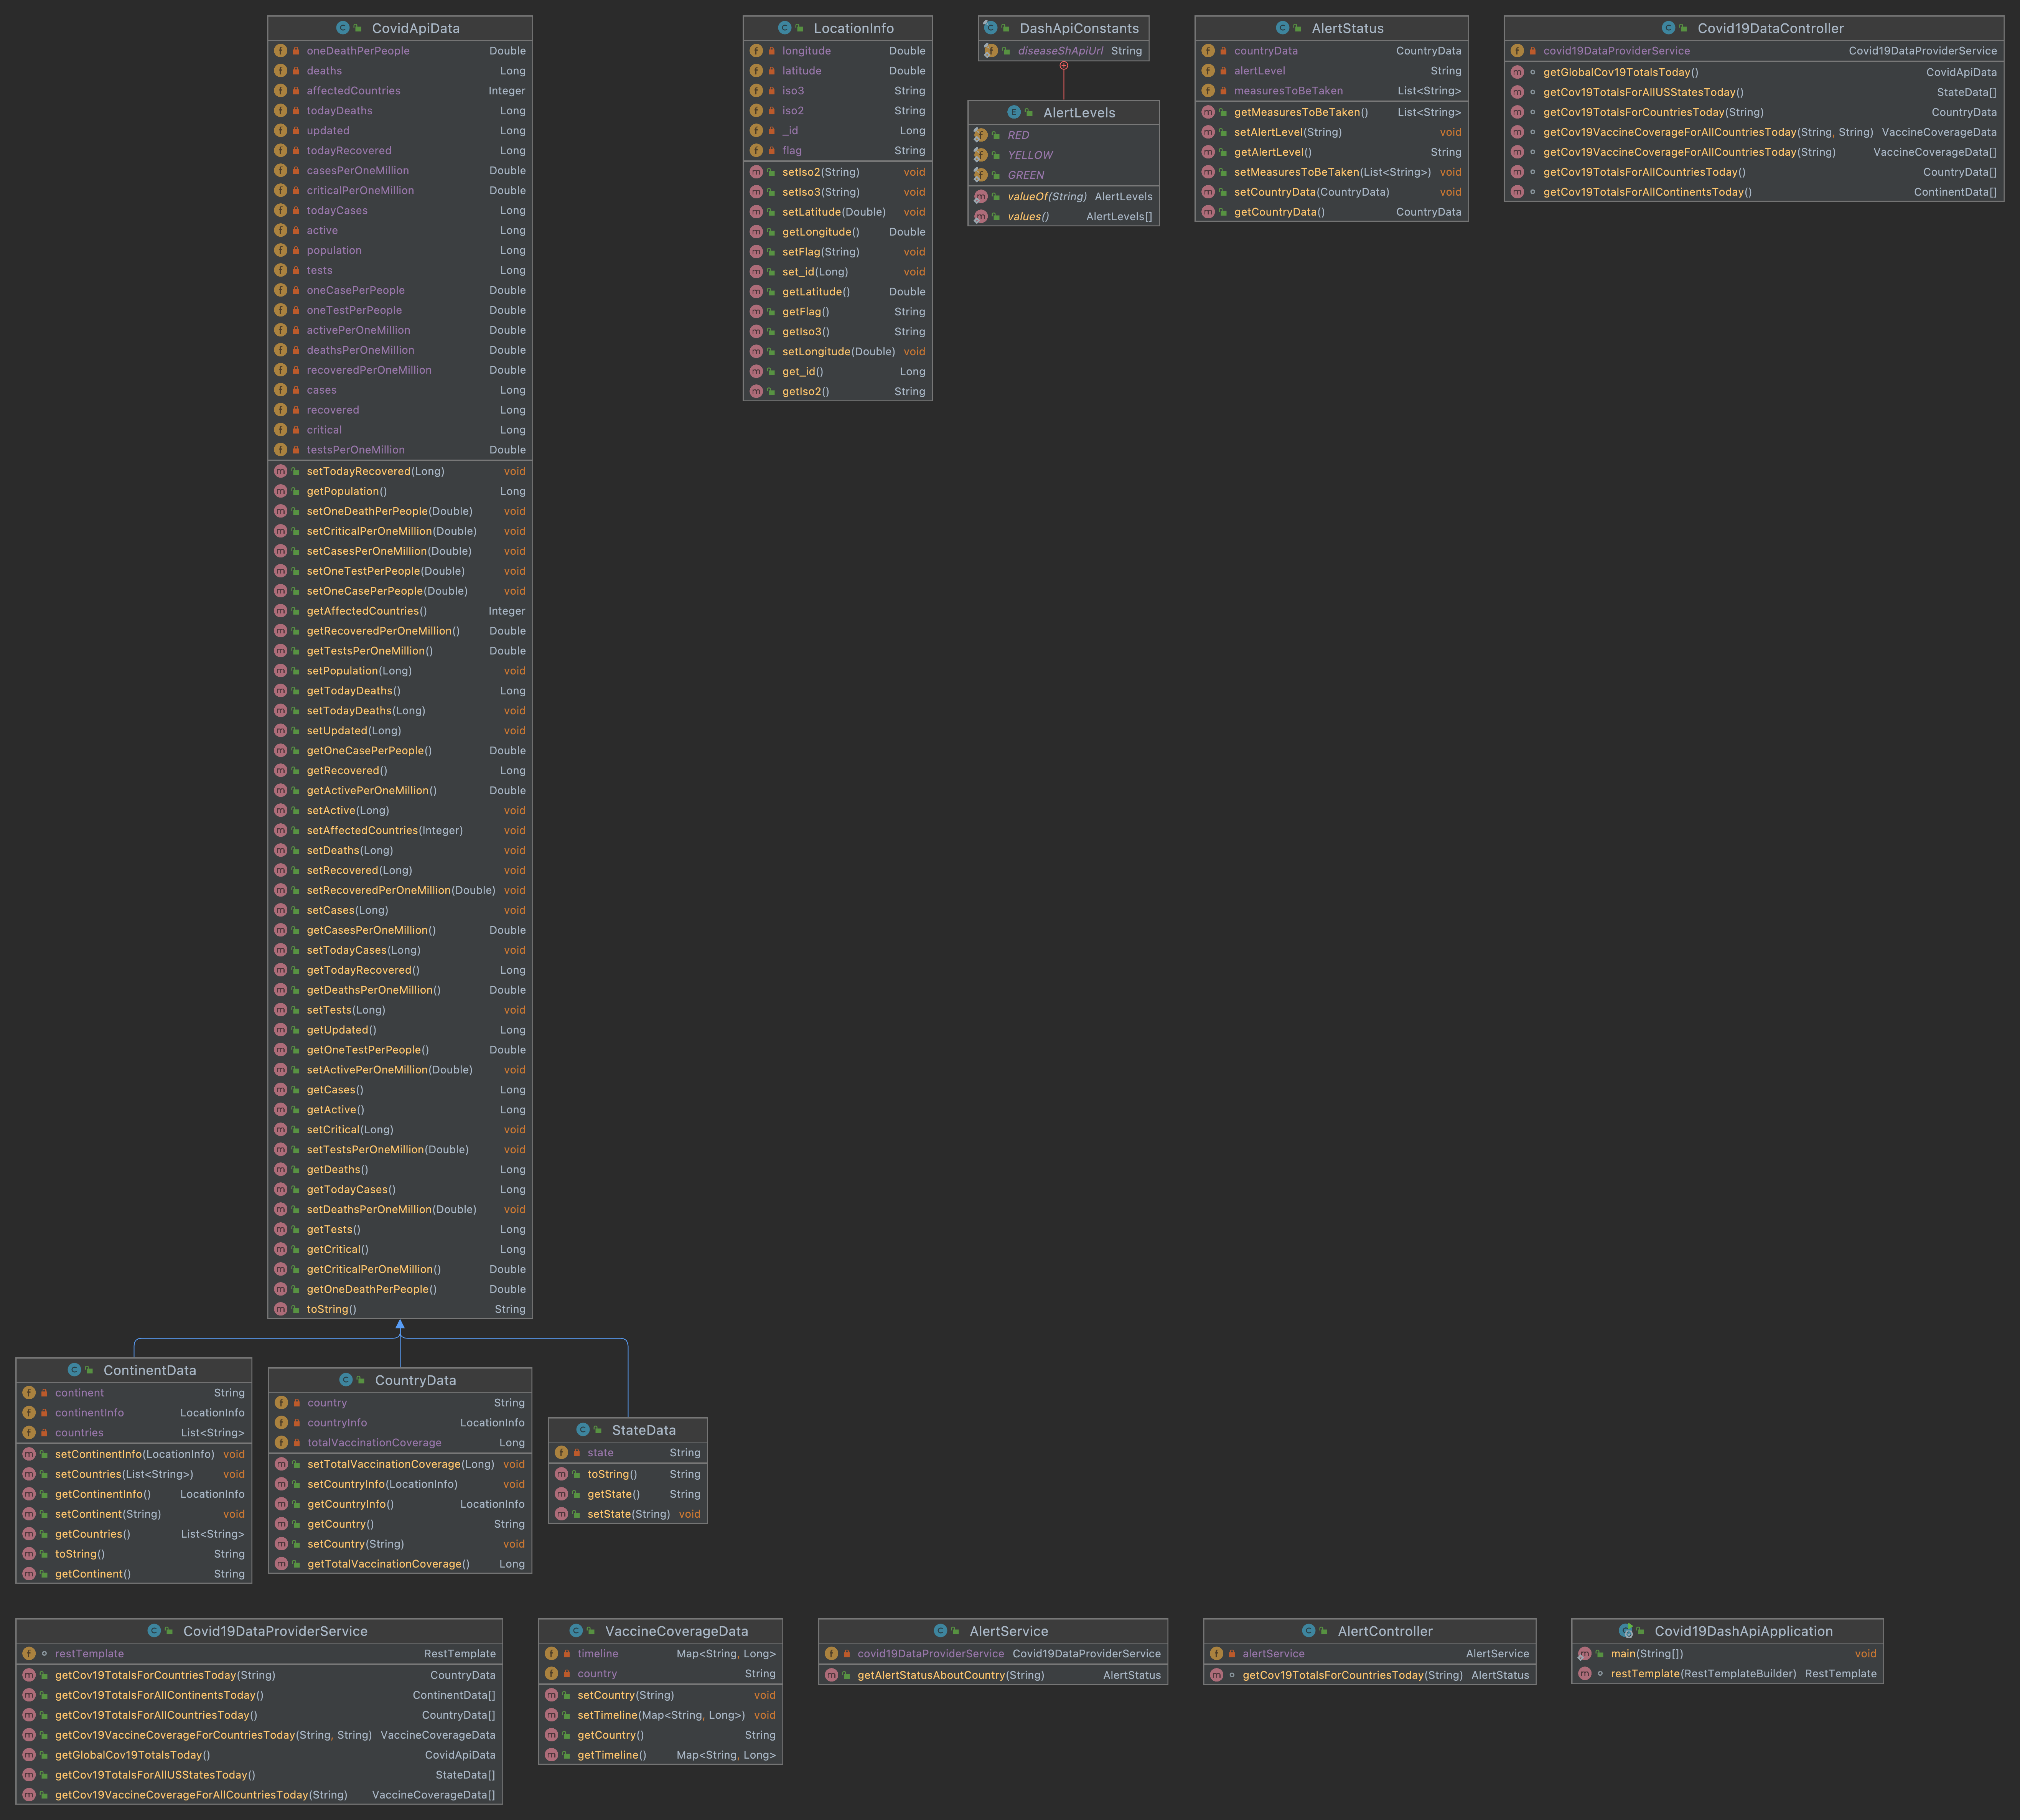 CovidApiData
oneDeathPerPeople Double
deaths Long
affectedCountries Integer
todayDeaths Long
updated Long
todayRecovered Long
casesPerOneMillion Double
criticalPerOneMillion Double
todayCases Long
active Long
population Long
tests Long
oneCasePerPeople Double
oneTestPerPeople Double
activePerOneMillion Double
deathsPerOneMillion Double
recoveredPerOneMillion Double
cases Long
recovered Long
critical Long
testsPerOneMillion Double
setTodayRecovered(Long) void
getPopulation() Long
setOneDeathPerPeople(Double) void
setCriticalPerOneMillion(Double) void
setCasesPerOneMillion(Double) void
setOneTestPerPeople(Double) void
setOneCasePerPeople(Double) void
getAffectedCountries() Integer
getRecoveredPerOneMillion() Double
getTestsPerOneMillion() Double
setPopulation(Long) void
getTodayDeaths() Long
setTodayDeaths(Long) void
setUpdated(Long) void
getOneCasePerPeople() Double
getRecovered() Long
getActivePerOneMillion() Double
setActive(Long) void
setAffectedCountries(Integer) void
setDeaths(Long) void
setRecovered(Long) void
setRecoveredPerOneMillion(Double) void
setCases(Long) void
getCasesPerOneMillion() Double
setTodayCases(Long) void
getTodayRecovered() Long
getDeathsPerOneMillion() Double
setTests(Long) void
getUpdated() Long
getOneTestPerPeople() Double
setActivePerOneMillion(Double) void
getCases() Long
getActive() Long
setCritical(Long) void
setTestsPerOneMillion(Double) void
getDeaths() Long
getTodayCases() Long
setDeathsPerOneMillion(Double) void
getTests() Long
getCritical() Long
getCriticalPerOneMillion() Double
getOneDeathPerPeople() Double
toString() String
LocationInfo
longitude Double
latitude Double
iso3 String
iso2 String
_id Long
flag String
setIso2(String) void
setIso3(String) void
setLatitude(Double) void
getLongitude() Double
setFlag(String) void
set_id(Long) void
getLatitude() Double
getFlag() String
getIso3() String
setLongitude(Double) void
get_id() Long
getIso2() String
DashApiConstants
diseaseShApiUrl String
AlertLevels
RED
YELLOW
GREEN
valueOf(String) AlertLevels
values() AlertLevels[]
AlertStatus
countryData CountryData
alertLevel String
measuresToBeTaken List<String>
getMeasuresToBeTaken() List<String>
setAlertLevel(String) void
getAlertLevel() String
setMeasuresToBeTaken(List<String>) void
setCountryData(CountryData) void
getCountryData() CountryData
Covid19DataController
covid19DataProviderService Covid19DataProviderService
getGlobalCov19TotalsToday() CovidApiData
getCov19TotalsForAllUSStatesToday() StateData[]
getCov19TotalsForCountriesToday(String) CountryData
getCov19VaccineCoverageForAllCountriesToday(String, String) VaccineCoverageData
getCov19VaccineCoverageForAllCountriesToday(String) VaccineCoverageData[]
getCov19TotalsForAllCountriesToday() CountryData[]
getCov19TotalsForAllContinentsToday() ContinentData[]
ContinentData
continent String
continentInfo LocationInfo
countries List<String>
setContinentInfo(LocationInfo) void
setCountries(List<String>) void
getContinentInfo() LocationInfo
setContinent(String) void
getCountries() List<String>
toString() String
getContinent() String
CountryData
country String
countryInfo LocationInfo
totalVaccinationCoverage Long
setTotalVaccinationCoverage(Long) void
setCountryInfo(LocationInfo) void
getCountryInfo() LocationInfo
getCountry() String
setCountry(String) void
getTotalVaccinationCoverage() Long
StateData
state String
toString() String
getState() String
setState(String) void
Covid19DataProviderService
restTemplate RestTemplate
getCov19TotalsForCountriesToday(String) CountryData
getCov19TotalsForAllContinentsToday() ContinentData[]
getCov19TotalsForAllCountriesToday() CountryData[]
getCov19VaccineCoverageForCountriesToday(String, String) VaccineCoverageData
getGlobalCov19TotalsToday() CovidApiData
getCov19TotalsForAllUSStatesToday() StateData[]
getCov19VaccineCoverageForAllCountriesToday(String) VaccineCoverageData[]
VaccineCoverageData
timeline Map<String, Long>
country String
setCountry(String) void
setTimeline(Map<String, Long>) void
getCountry() String
getTimeline() Map<String, Long>
AlertService
covid19DataProviderService Covid19DataProviderService
getAlertStatusAboutCountry(String) AlertStatus
AlertController
alertService AlertService
getCov19TotalsForCountriesToday(String) AlertStatus
Covid19DashApiApplication
main(String[]) void
restTemplate(RestTemplateBuilder) RestTemplate